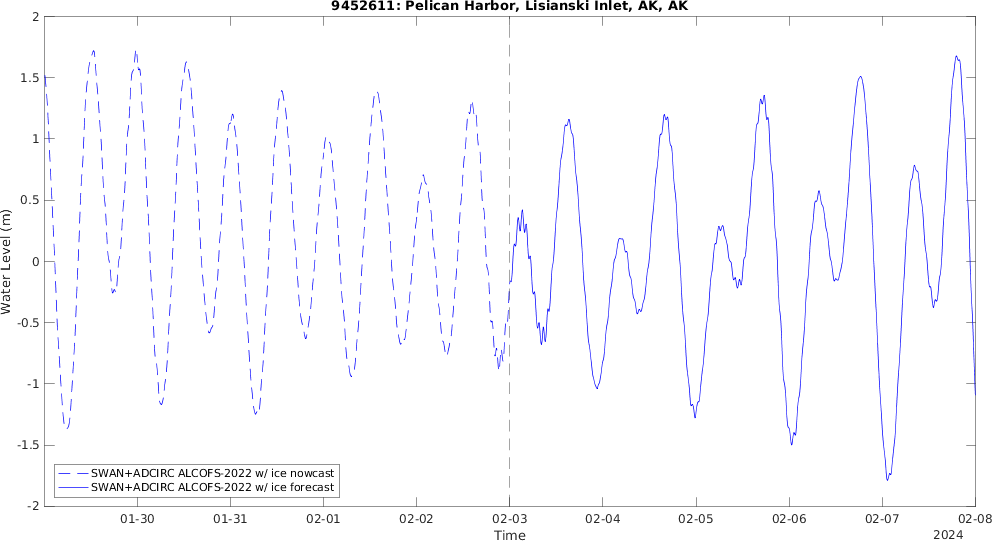 9452611: Pelican Harbor, Lisianski Inlet, AK, AK
Water Level (m)
2
1.5
1
0.5
0
-0.5
-1
-1.5
-2
SWAN+ADCIRC ALCOFS-2022 w/ ice nowcast
SWAN+ADCIRC ALCOFS-2022 w/ ice forecast
01-30 01-31 02-01 02-02 02-03 02-04 02-05 02-06 02-07 02-08
Time
2024